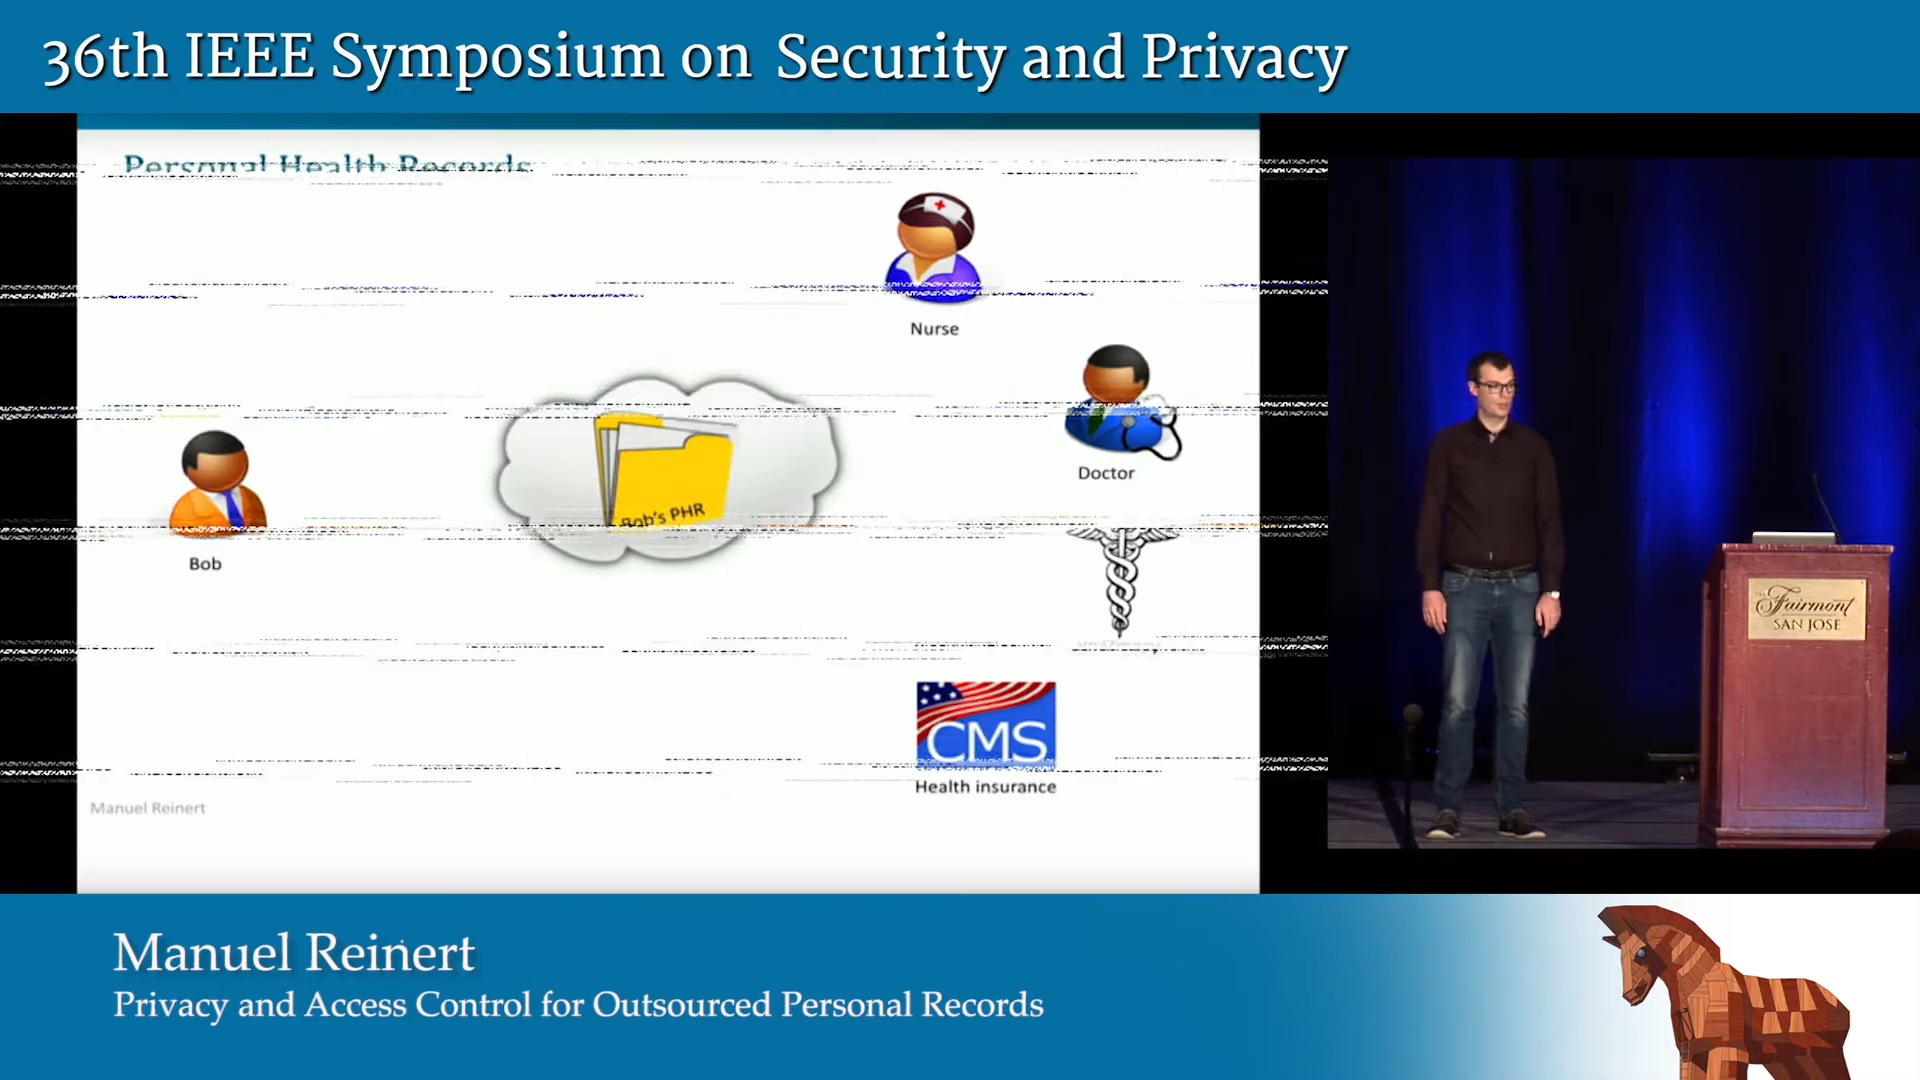 36th IEEE Symposium on Security and Privacy
Personal Health Records
Nurse
Doctor
Bob's PHR
Bob
CMS
Health insurance
Manuel Reinert
Fairmont
SAN JOSE
Manuel Reinert
Privacy and Access Control for Outsourced Personal Records